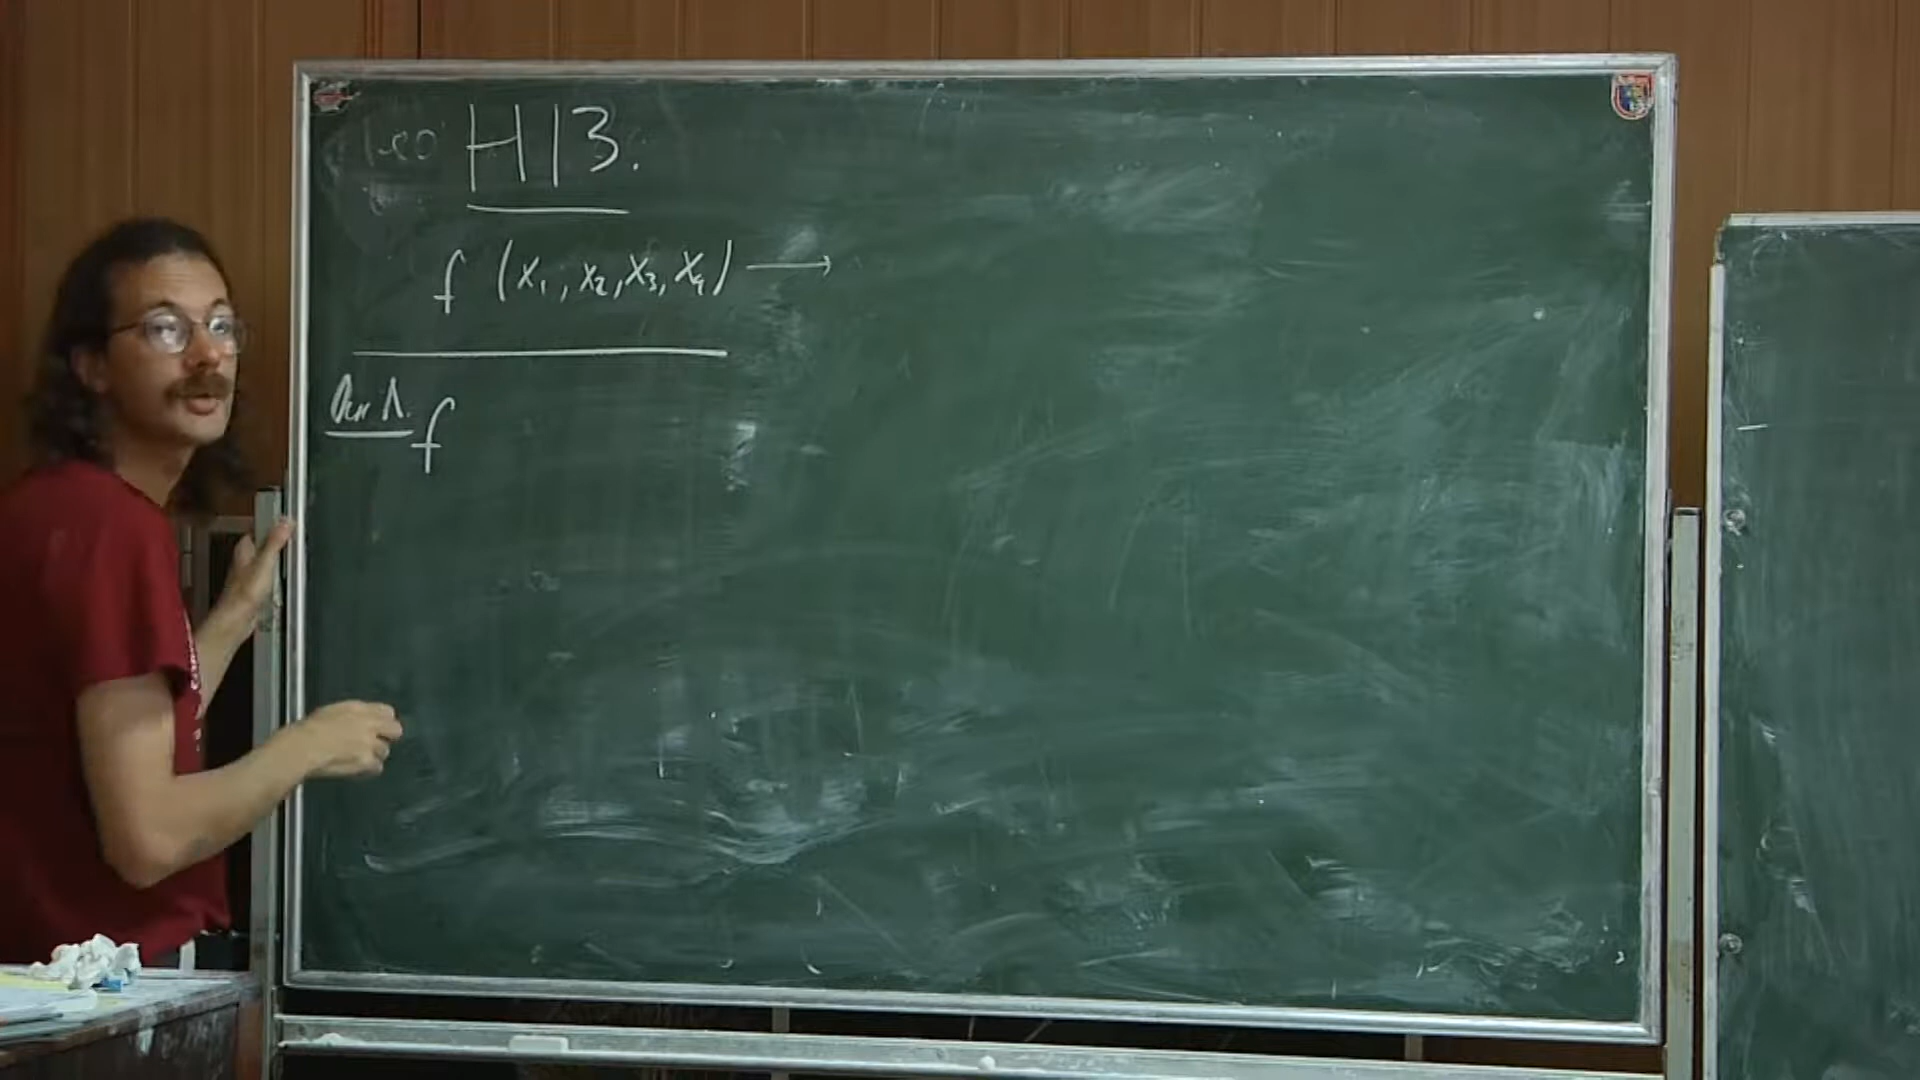 H13.
f (x₁, x₂, x₃, x₄) →
f